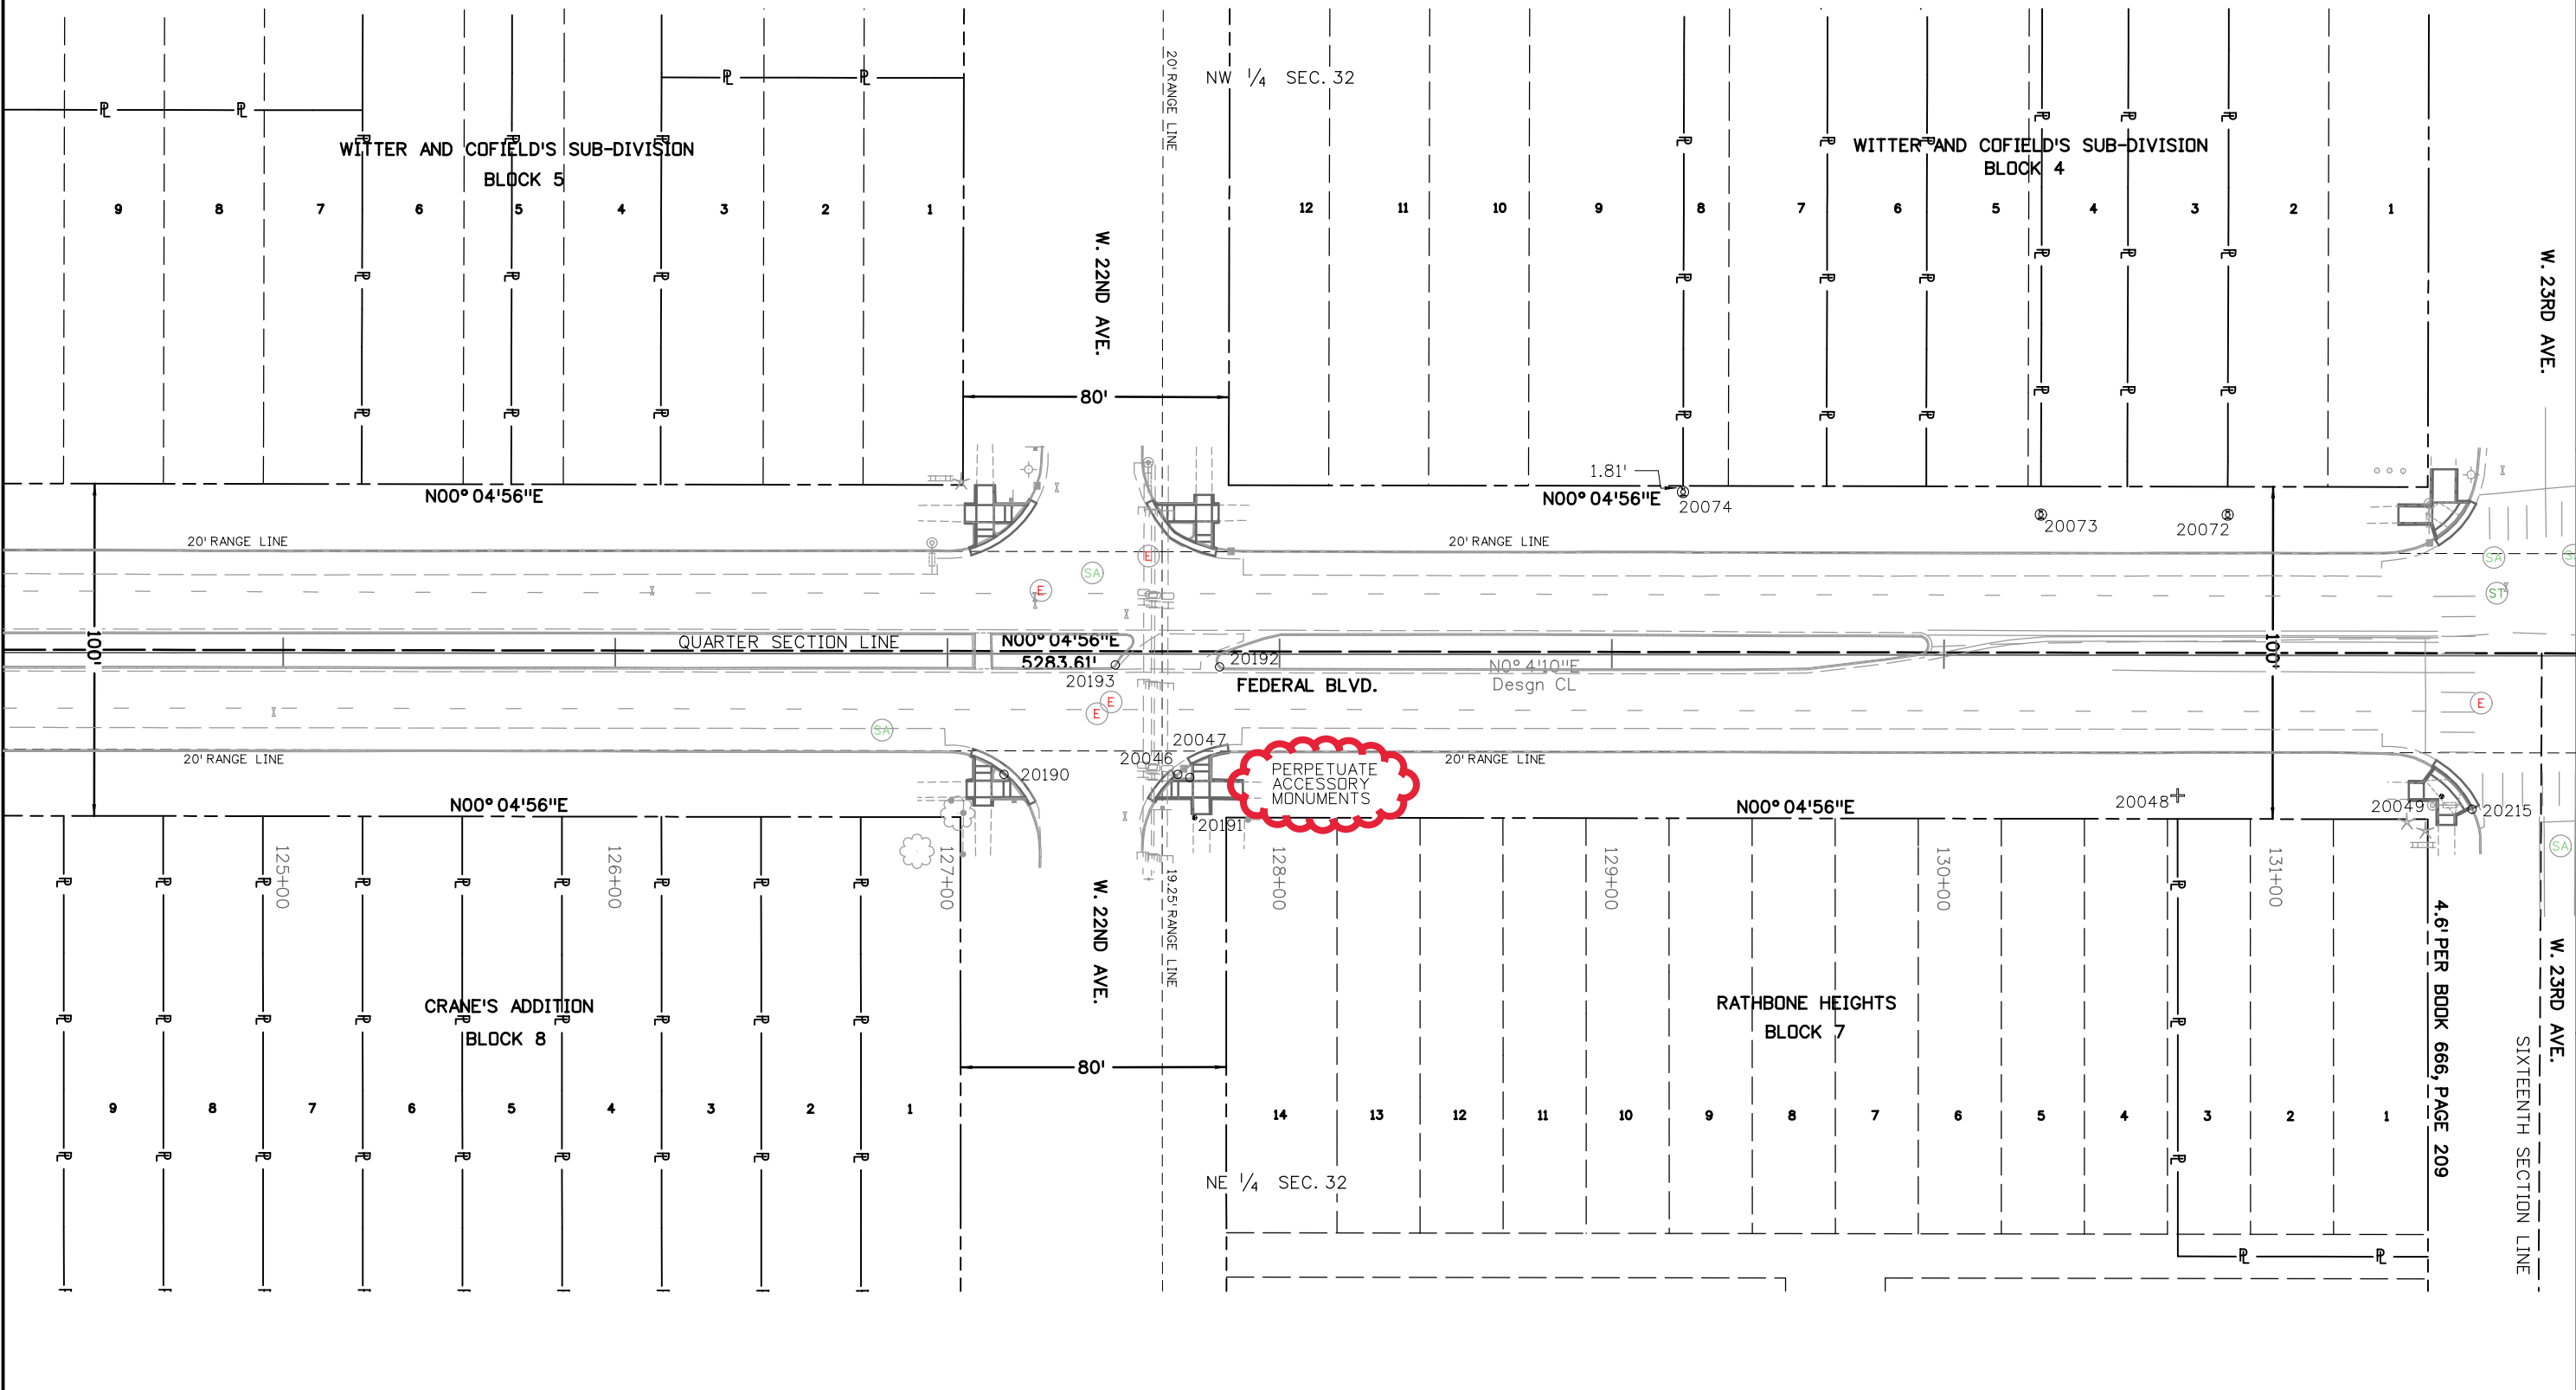 20' RANGE LINE
NW 1/4 SEC. 32
WITTER AND COFIELD'S SUB-DIVISION
BLOCK 5
9 8 7 6 5 4 3 2 1
WITTER AND COFIELD'S SUB-DIVISION
BLOCK 4
12 11 10 9 8 7 6 5 4 3 2 1
W. 22ND AVE.
W. 23RD AVE.
80'
N00° 04'56"E
1.81'
N00° 04'56"E
20074
20073
20072
20' RANGE LINE
20' RANGE LINE
E
SA
E
SA
ST
100'
QUARTER SECTION LINE
N00° 04'56"E
5283.61'
20193
20192
FEDERAL BLVD.
N0° 4'10"E
Desgn CL
100'
E
E
SA
E
20' RANGE LINE
20047
20046
20190
PERPETUATE
ACCESSORY
MONUMENTS
20' RANGE LINE
N00° 04'56"E
20191
N00° 04'56"E
20048
20049
20215
SA
125+00
126+00
127+00
128+00
129+00
130+00
131+00
W. 22ND AVE.
19.25' RANGE LINE
4.6' PER BOOK 666, PAGE 209
W. 23RD AVE.
SIXTEENTH SECTION LINE
CRANE'S ADDITION
BLOCK 8
RATHBONE HEIGHTS
BLOCK 7
80'
9 8 7 6 5 4 3 2 1
14 13 12 11 10 9 8 7 6 5 4 3 2 1
NE 1/4 SEC. 32